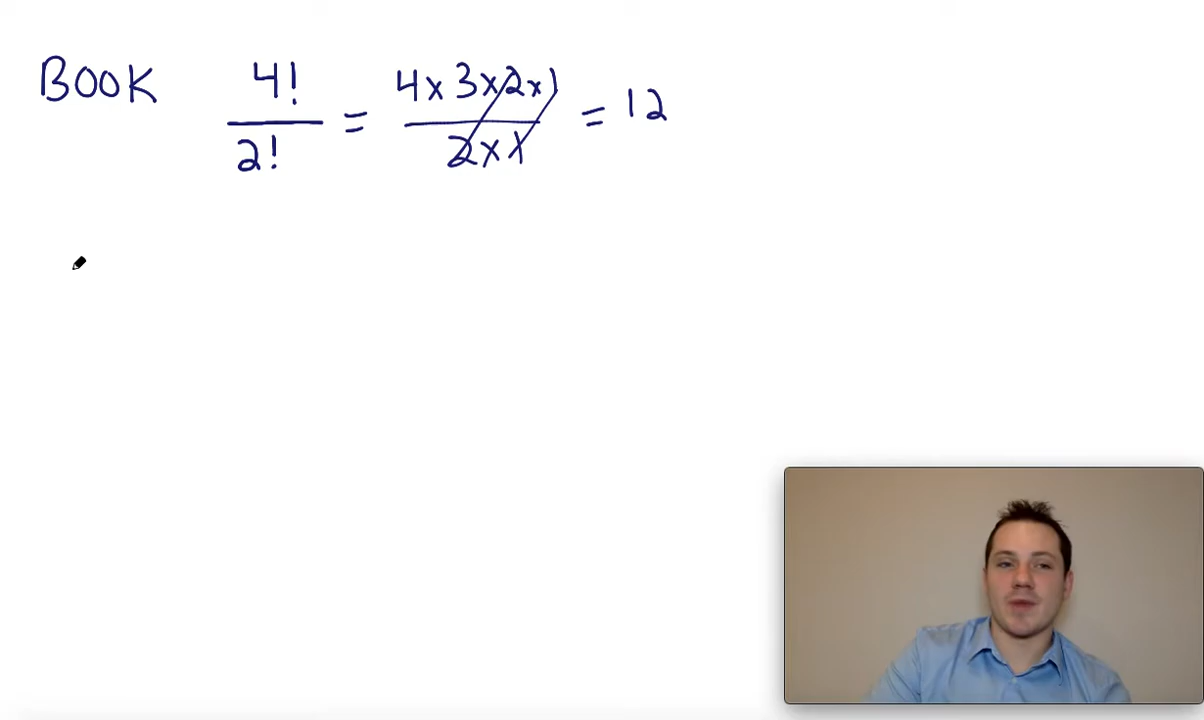 BOOK 4!/2! = 4x3x2x1/2x1 = 12